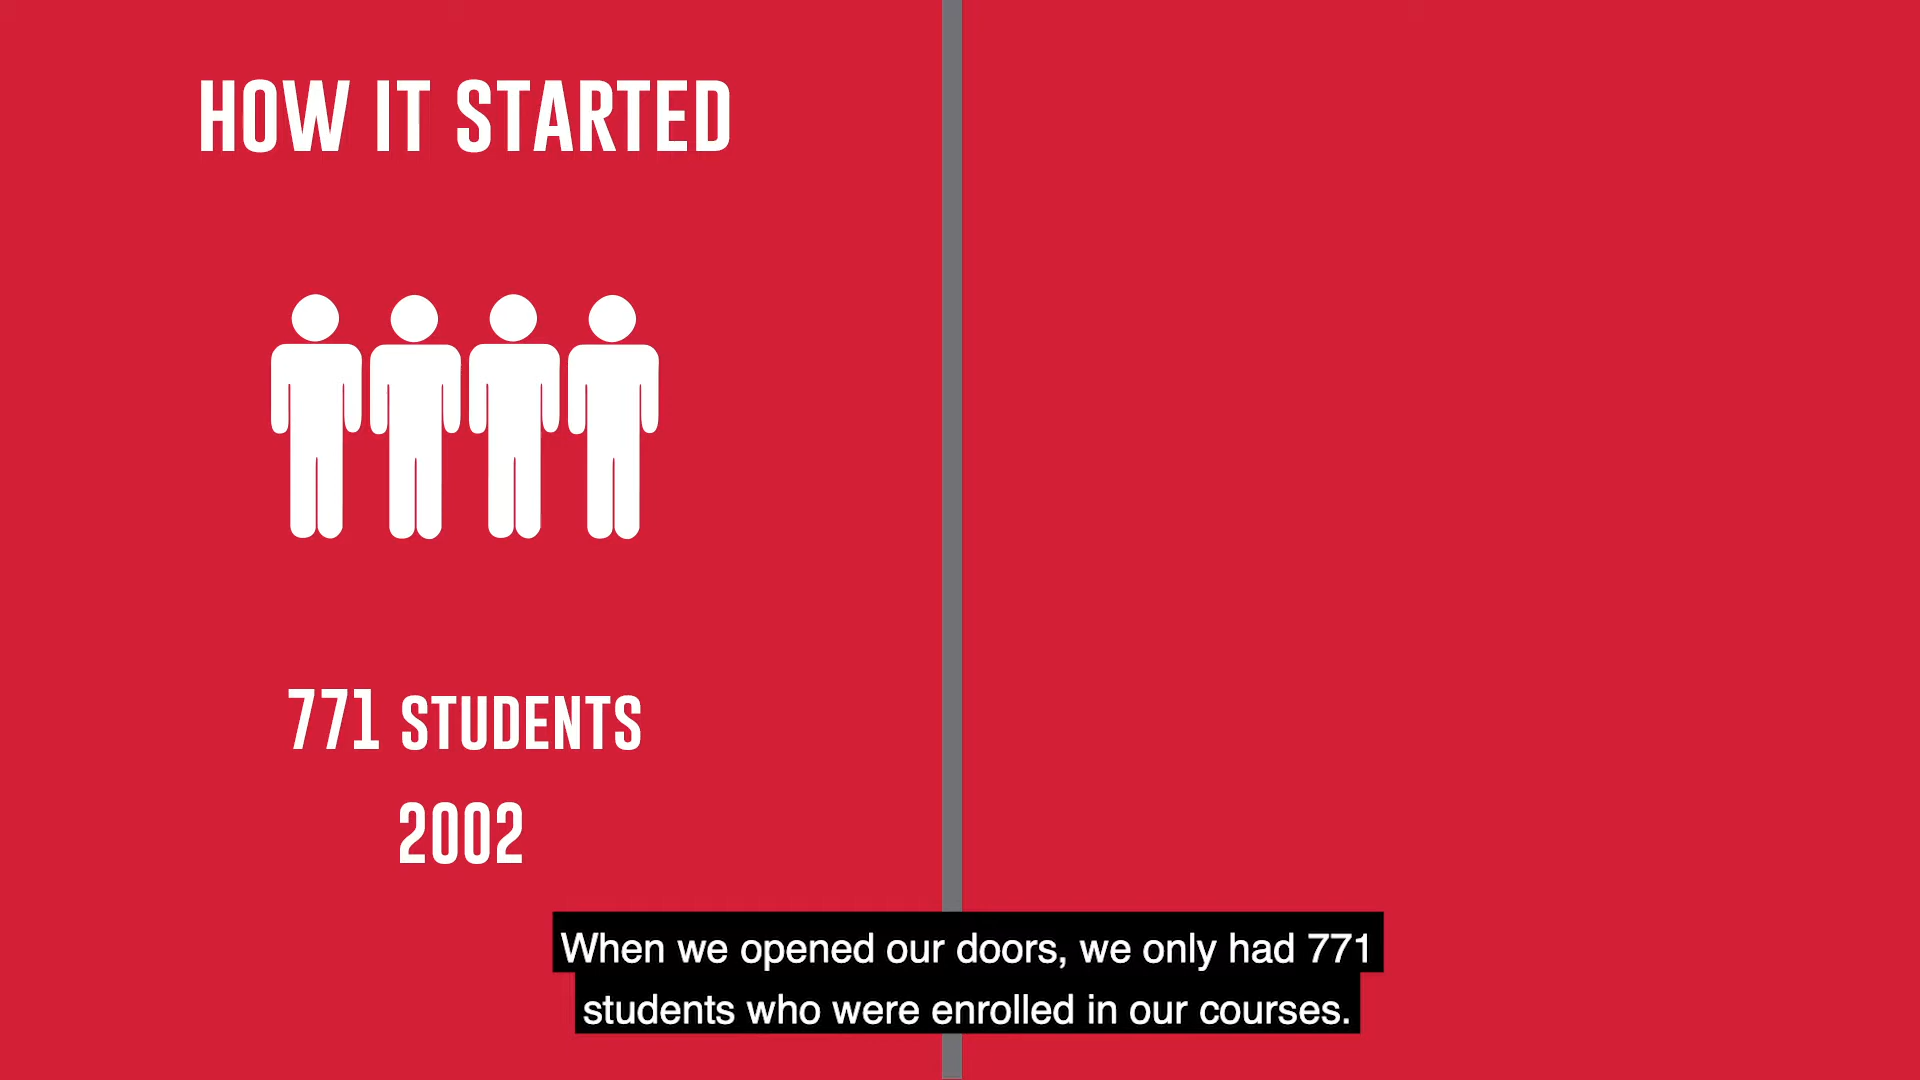 HOW IT STARTED
771 STUDENTS
2002
When we opened our doors, we only had 771
students who were enrolled in our courses.